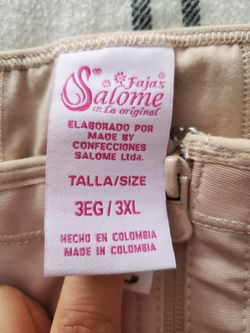 Fajas
Salome
La original
ELABORADO POR
MADE BY
CONFECCIONES
SALOME Ltda.
TALLA/SIZE
3EG / 3XL
HECHO EN COLOMBIA
MADE IN COLOMBIA